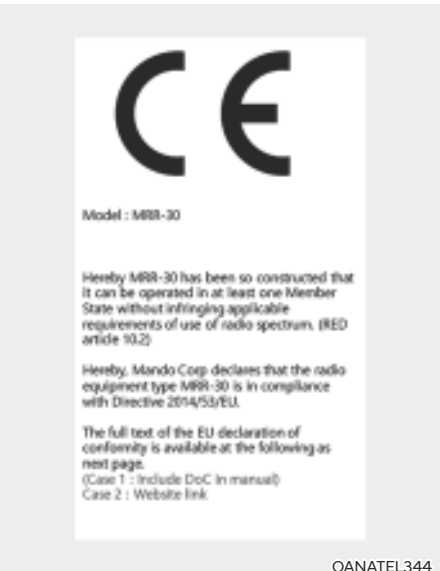 CE
Model : MRR-30
Hereby MRR-30 has been so constructed that
it can be operated in at least one Member
State without infringing applicable
requirements of use of radio spectrum. (RED
article 10.2)
Hereby, Mando Corp declares that the radio
equipment type MRR-30 is in compliance
with Directive 2014/53/EU.
The full text of the EU declaration of
conformity is available at the following as
next page.
(Case 1 : Include DoC in manual)
Case 2 : Website link
OANATEL344